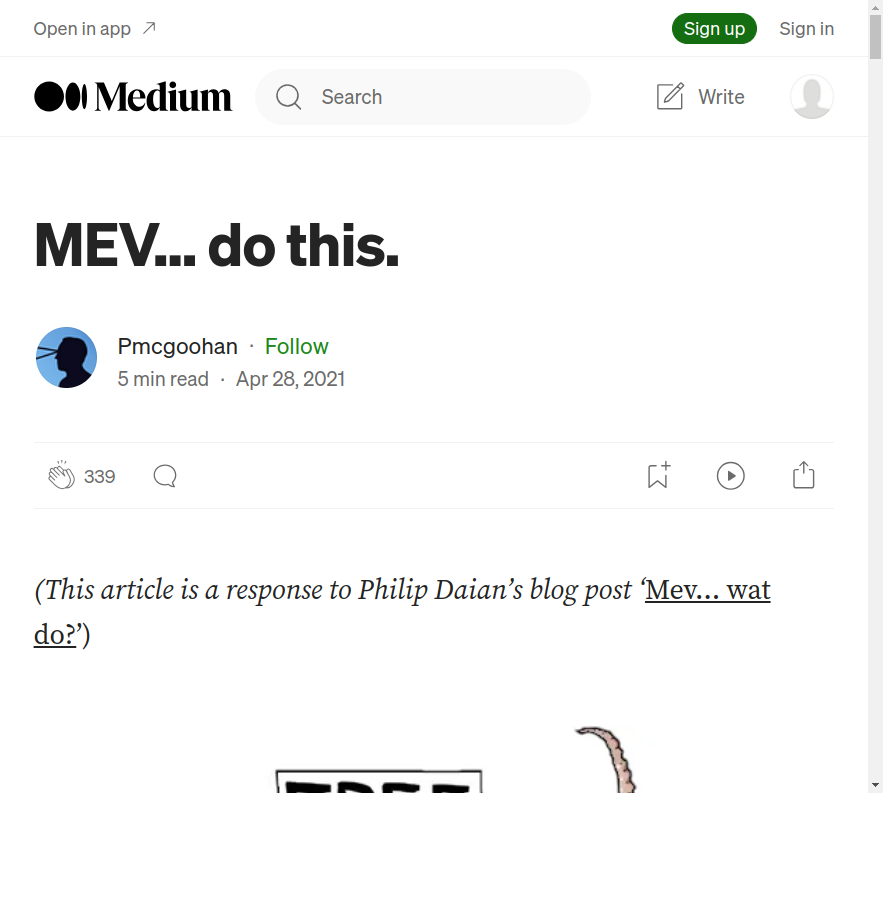 Open in app
Sign up
Sign in
Medium
Search
Write
MEV… do this.
Pmcgoohan · Follow
5 min read · Apr 28, 2021
339
(This article is a response to Philip Daian’s blog post ‘Mev… wat
do?’)